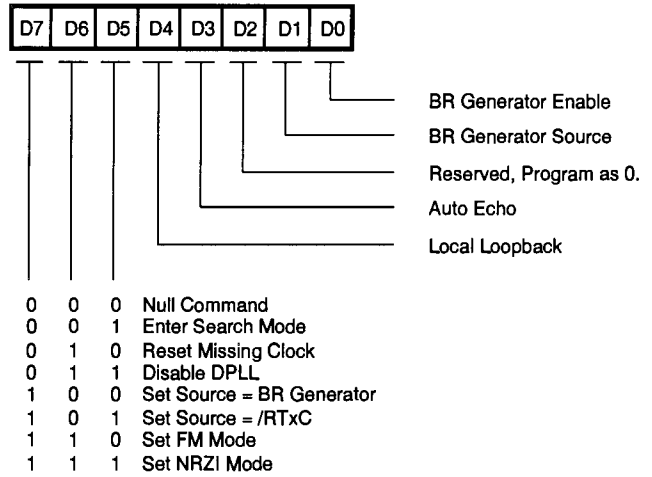 D7 D6 D5 D4 D3 D2 D1 D0
BR Generator Enable
BR Generator Source
Reserved, Program as 0.
Auto Echo
Local Loopback
0 0 0 Null Command
0 0 1 Enter Search Mode
0 1 0 Reset Missing Clock
0 1 1 Disable DPLL
1 0 0 Set Source = BR Generator
1 0 1 Set Source = /RTxC
1 1 0 Set FM Mode
1 1 1 Set NRZI Mode